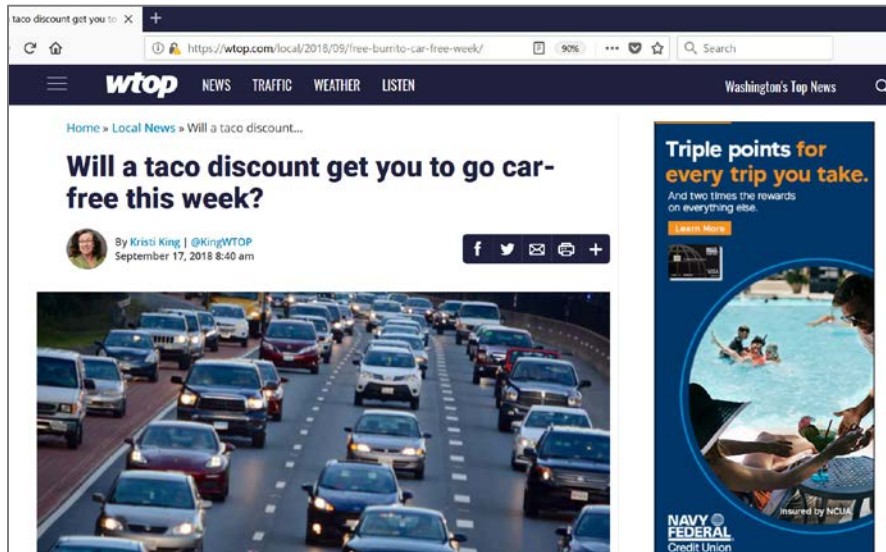 taco discount get you to
https://wtop.com/local/2018/09/free-burrito-car-free-week/
90%
Search
wtop
NEWS TRAFFIC WEATHER LISTEN
Washington's Top News
Home » Local News » Will a taco discount...
Will a taco discount get you to go car-
free this week?
By Kristi King | @KingWTOP
September 17, 2018 8:40 am
Triple points for
every trip you take.
And two times the rewards
on everything else.
Learn More
Insured by NCUA
NAVY
FEDERAL
Credit Union